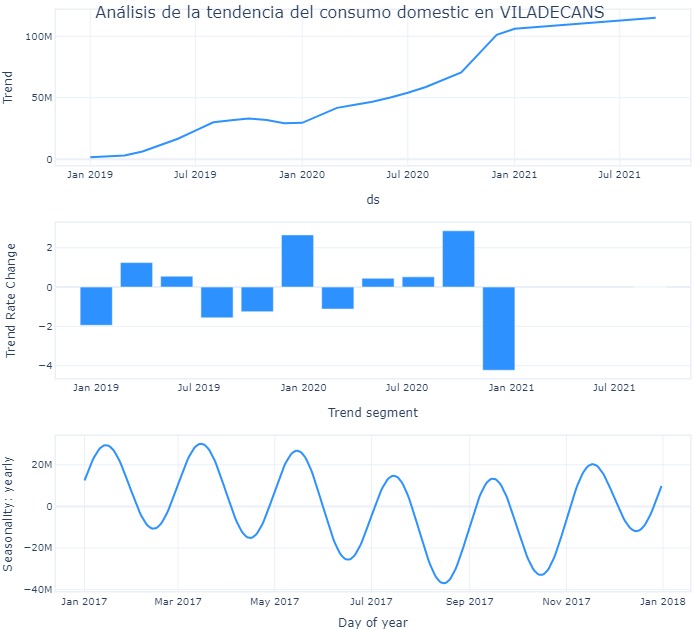 Análisis de la tendencia del consumo domestic en VILADECANS
Trend
100M
50M
0
Jan 2019
Jul 2019
Jan 2020
Jul 2020
Jan 2021
Jul 2021
ds
Trend Rate Change
2
0
−2
−4
Jan 2019
Jul 2019
Jan 2020
Jul 2020
Jan 2021
Jul 2021
Trend segment
Seasonality: yearly
20M
0
−20M
−40M
Jan 2017
Mar 2017
May 2017
Jul 2017
Sep 2017
Nov 2017
Jan 2018
Day of year